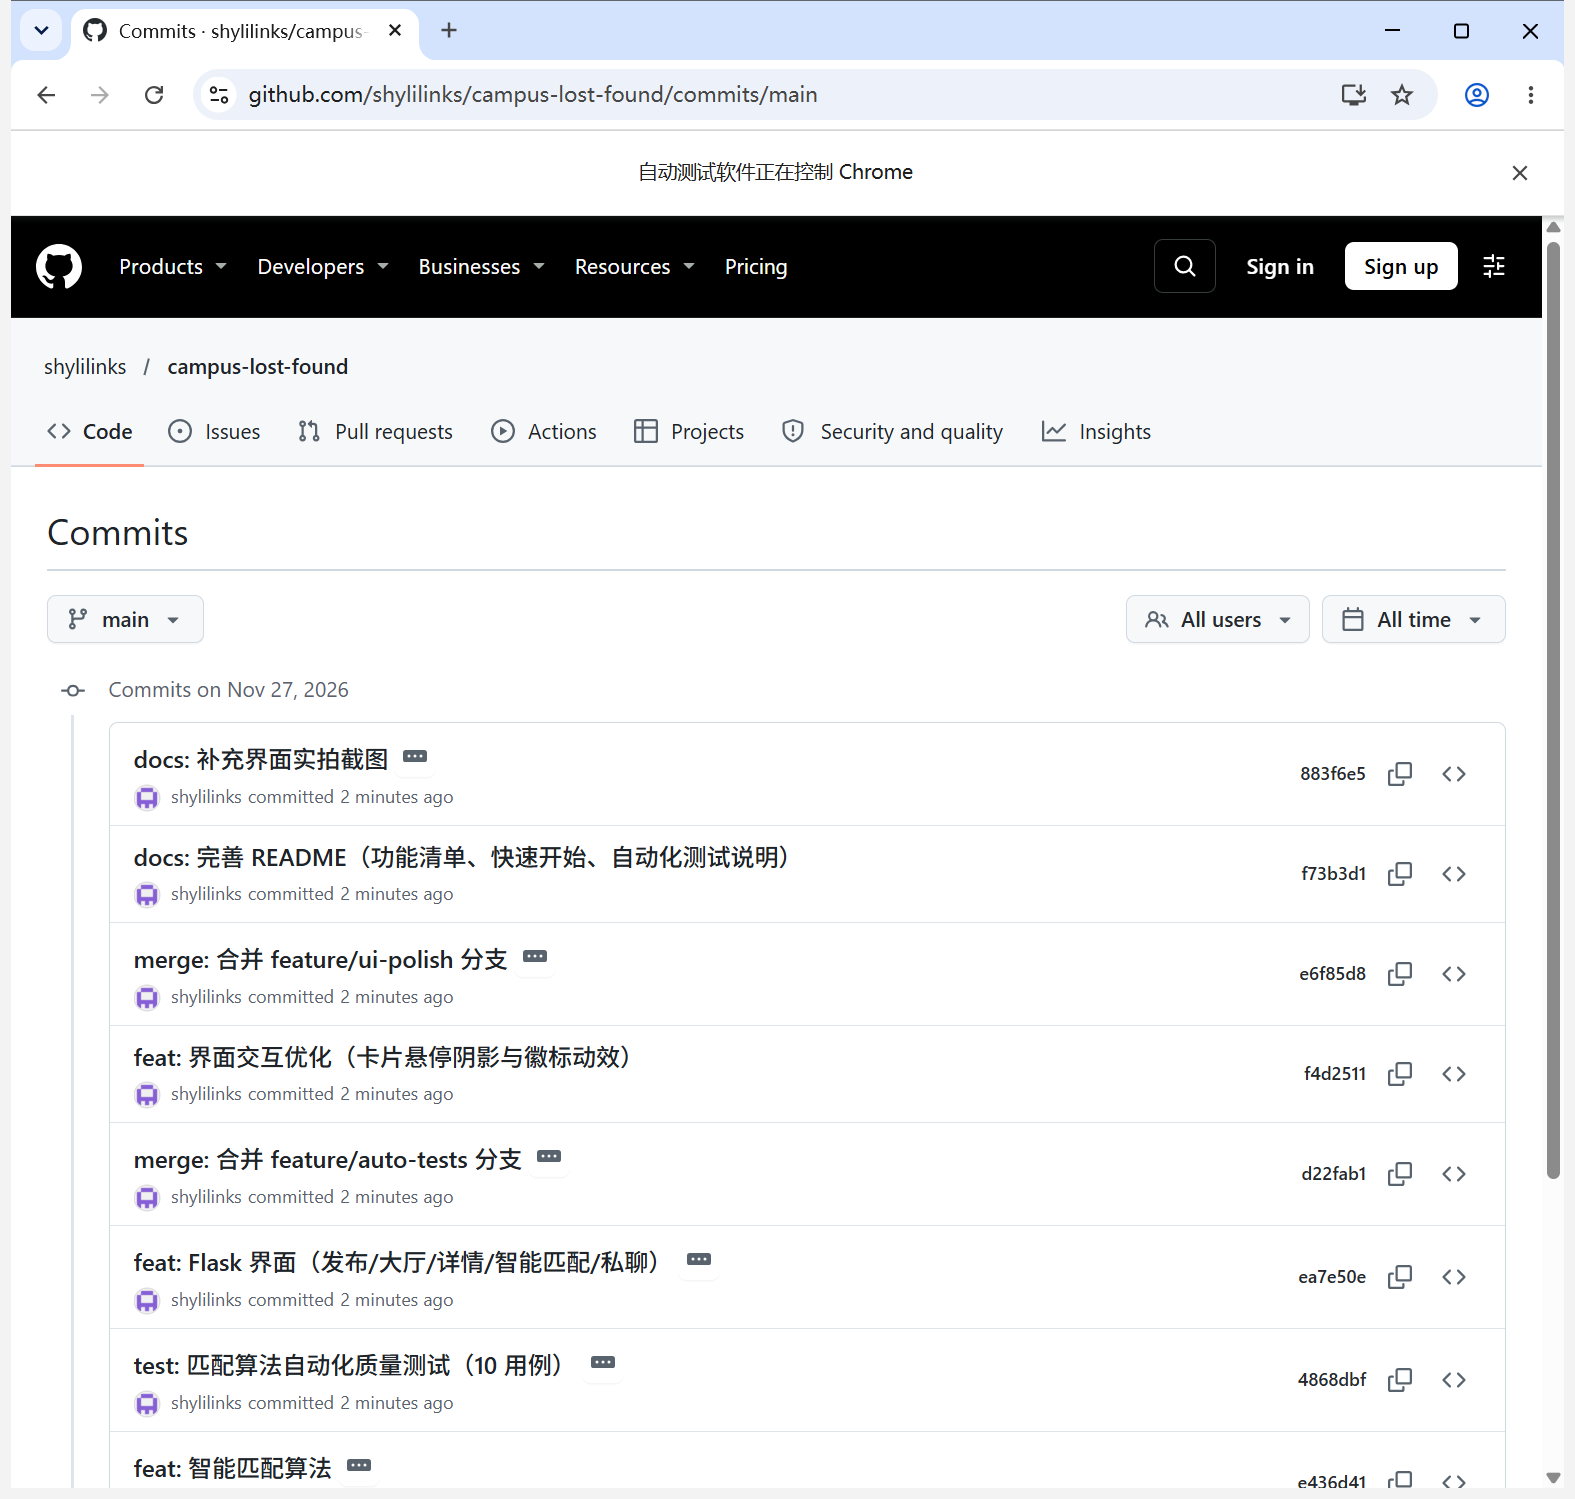 Commits · shylilinks/campus-
github.com/shylilinks/campus-lost-found/commits/main
自动测试软件正在控制 Chrome
Products Developers Businesses Resources Pricing Sign in Sign up
shylilinks / campus-lost-found
Code Issues Pull requests Actions Projects Security and quality Insights
Commits
main All users All time
Commits on Nov 27, 2026
docs: 补充界面实拍截图
883f6e5
shylilinks committed 2 minutes ago
docs: 完善 README（功能清单、快速开始、自动化测试说明）
f73b3d1
shylilinks committed 2 minutes ago
merge: 合并 feature/ui-polish 分支
e6f85d8
shylilinks committed 2 minutes ago
feat: 界面交互优化（卡片悬停阴影与徽标动效）
f4d2511
shylilinks committed 2 minutes ago
merge: 合并 feature/auto-tests 分支
d22fab1
shylilinks committed 2 minutes ago
feat: Flask 界面（发布/大厅/详情/智能匹配/私聊）
ea7e50e
shylilinks committed 2 minutes ago
test: 匹配算法自动化质量测试（10 用例）
4868dbf
shylilinks committed 2 minutes ago
feat: 智能匹配算法
e436d41